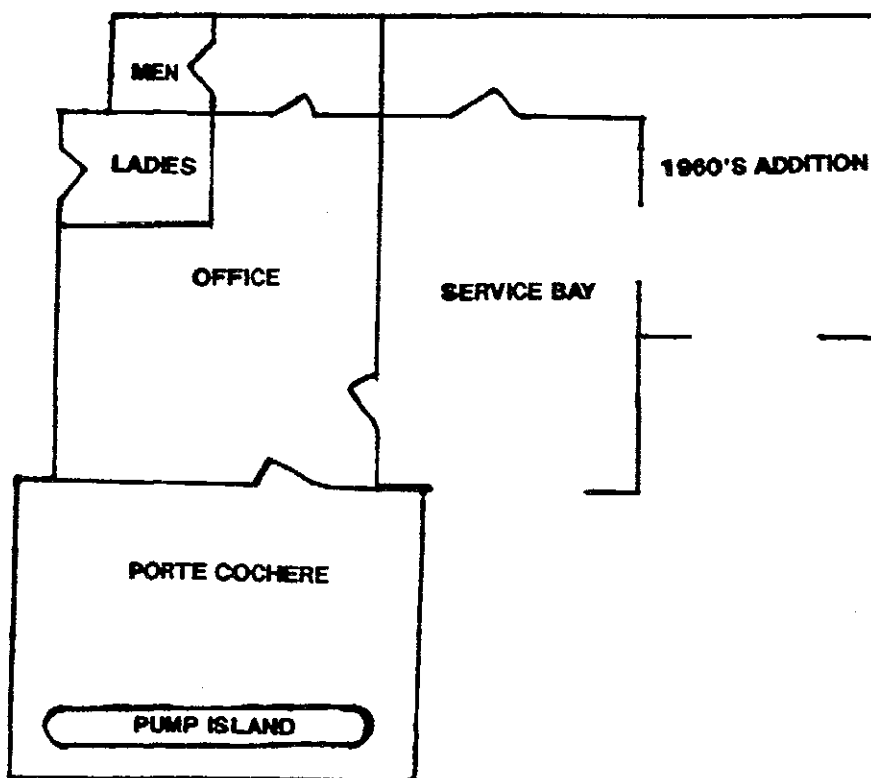 MEN
LADIES
1960'S ADDITION
OFFICE
SERVICE BAY
PORTE COCHERE
PUMP ISLAND